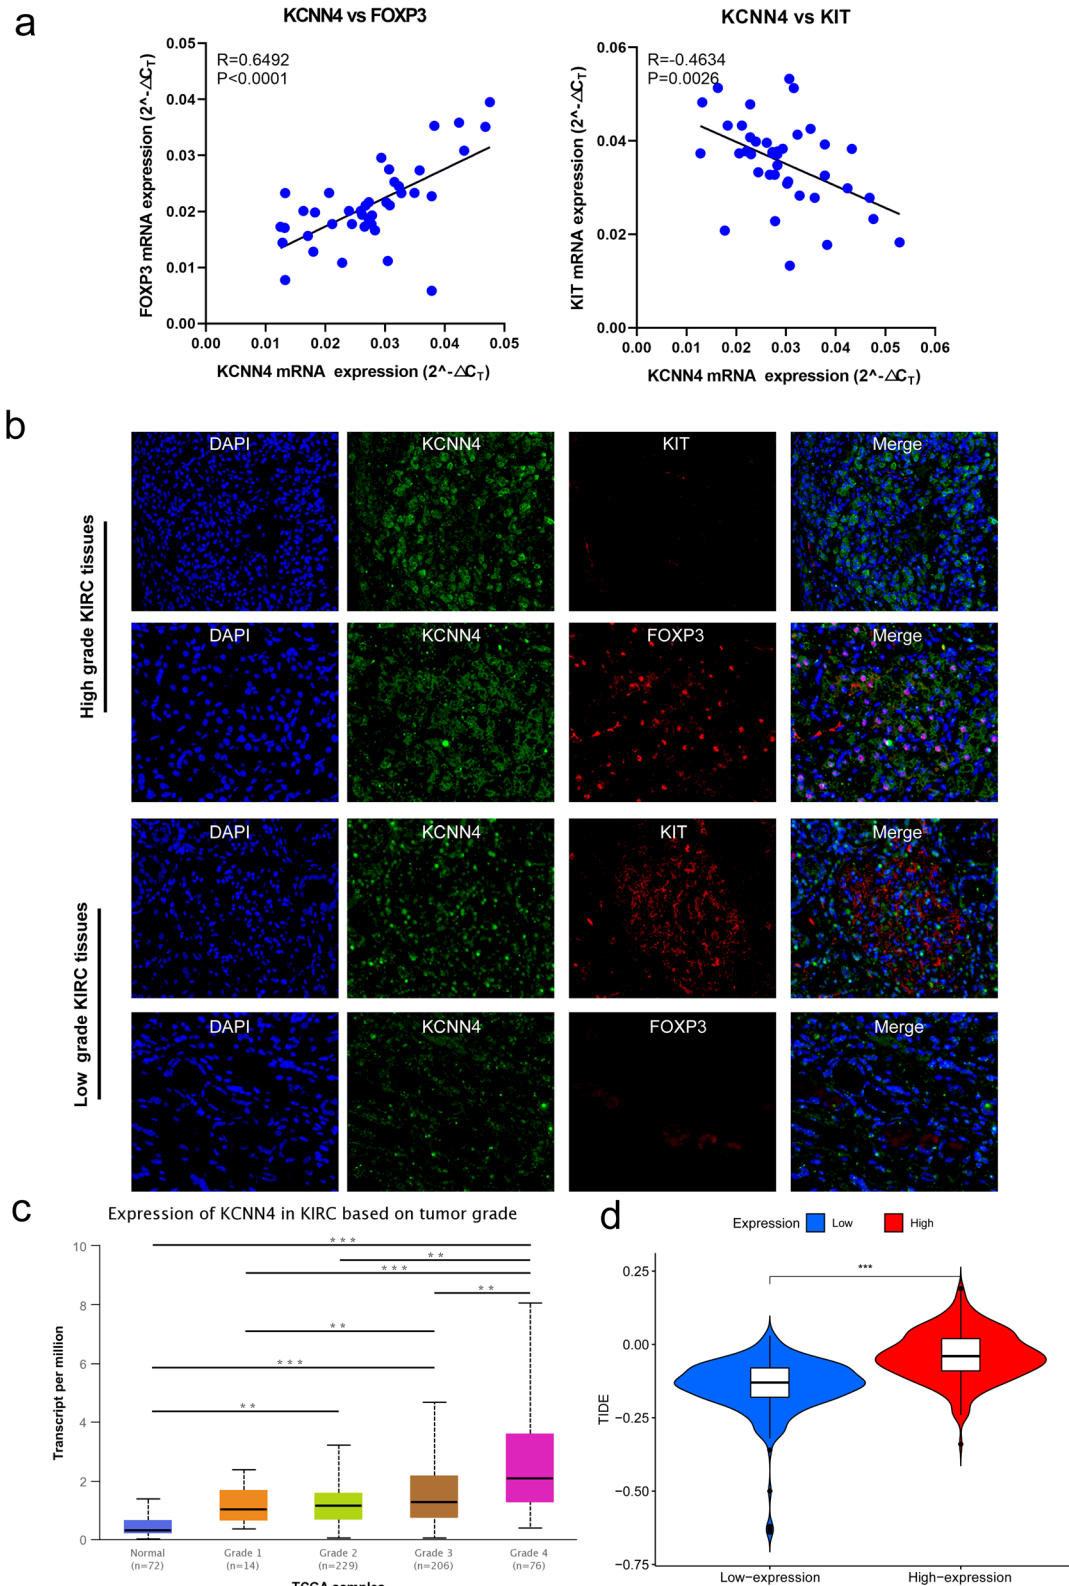 a
KCNN4 vs FOXP3
R=0.6492
P<0.0001
FOXP3 mRNA expression (2^-ΔCT)
0.05
0.04
0.03
0.02
0.01
0.00
0.00 0.01 0.02 0.03 0.04 0.05
KCNN4 mRNA expression (2^-ΔCT)
KCNN4 vs KIT
R=-0.4634
P=0.0026
KIT mRNA expression (2^-ΔCT)
0.06
0.04
0.02
0.00
0.00 0.01 0.02 0.03 0.04 0.05 0.06
KCNN4 mRNA expression (2^-ΔCT)
b
High grade KIRC tissues
DAPI KCNN4 KIT Merge
DAPI KCNN4 FOXP3 Merge
Low grade KIRC tissues
DAPI KCNN4 KIT Merge
DAPI KCNN4 FOXP3 Merge
c
Expression of KCNN4 in KIRC based on tumor grade
Transcript per million
10
8
6
4
2
0
***
**
***
**
**
***
**
Normal Grade 1 Grade 2 Grade 3 Grade 4
(n=72) (n=14) (n=229) (n=206) (n=76)
TCGA samples
d
Expression Low High
***
TIDE
0.25
0.00
−0.25
−0.50
−0.75
Low−expression High−expression